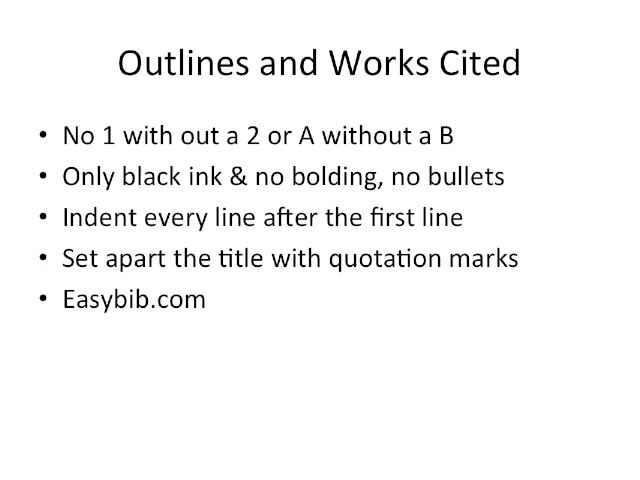 Outlines and Works Cited
• No 1 with out a 2 or A without a B
• Only black ink & no bolding, no bullets
• Indent every line after the first line
• Set apart the title with quotation marks
• Easybib.com